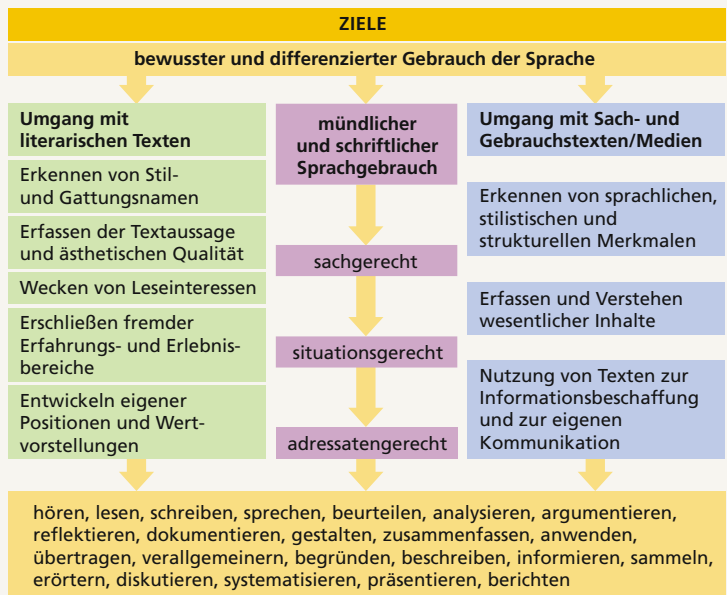 ZIELE
bewusster und differenzierter Gebrauch der Sprache
Umgang mit
literarischen Texten
Erkennen von Stil-
und Gattungsnamen
Erfassen der Textaussage
und ästhetischen Qualität
Wecken von Leseinteressen
Erschließen fremder
Erfahrungs- und Erlebnis-
bereiche
Entwickeln eigener
Positionen und Wert-
vorstellungen
mündlicher
und schriftlicher
Sprachgebrauch
sachgerecht
situationsgerecht
adressatengerecht
Umgang mit Sach- und
Gebrauchstexten/Medien
Erkennen von sprachlichen,
stilistischen und
strukturellen Merkmalen
Erfassen und Verstehen
wesentlicher Inhalte
Nutzung von Texten zur
Informationsbeschaffung
und zur eigenen
Kommunikation
hören, lesen, schreiben, sprechen, beurteilen, analysieren, argumentieren,
reflektieren, dokumentieren, gestalten, zusammenfassen, anwenden,
übertragen, verallgemeinern, begründen, beschreiben, informieren, sammeln,
erörtern, diskutieren, systematisieren, präsentieren, berichten